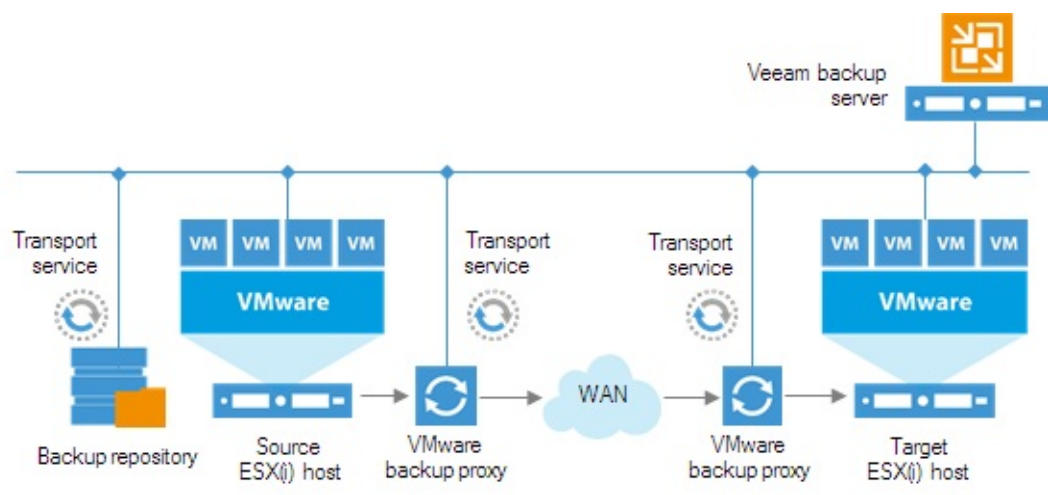 Veeam backup
server
Transport
service
VM VM VM VM
VMware
Transport
service
Transport
service
VM VM VM VM
VMware
WAN
Backup repository
Source
ESX(i) host
VMware
backup proxy
VMware
backup proxy
Target
ESX(i) host